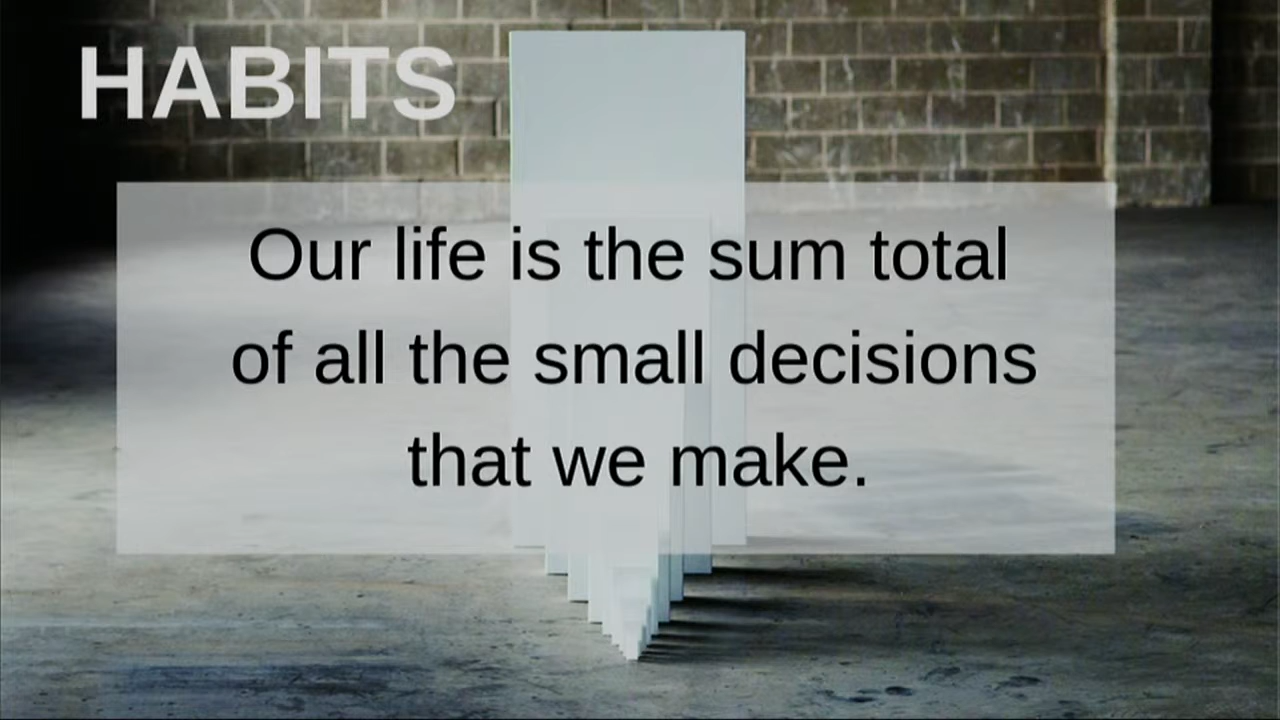 HABITS
Our life is the sum total
of all the small decisions
that we make.